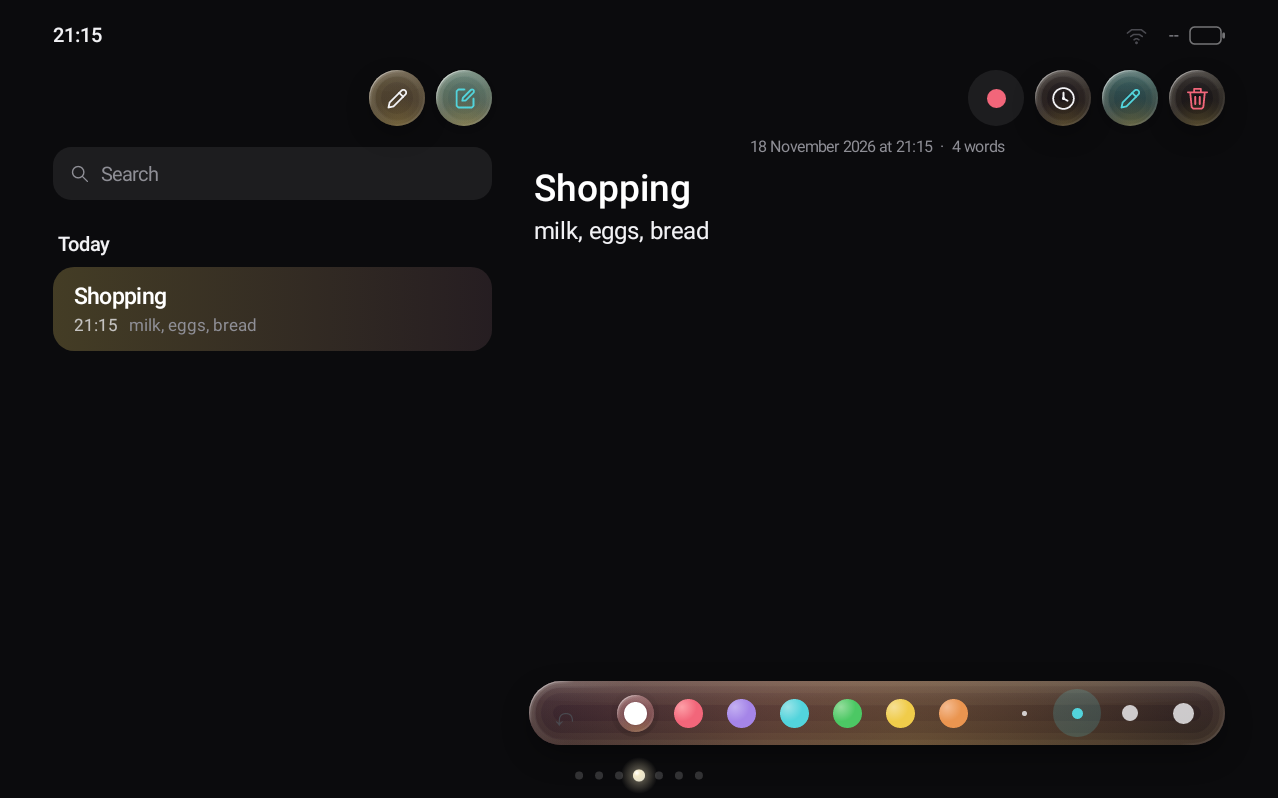 21:15
--
Search
18 November 2026 at 21:15 · 4 words
Shopping
milk, eggs, bread
Today
Shopping
21:15 milk, eggs, bread